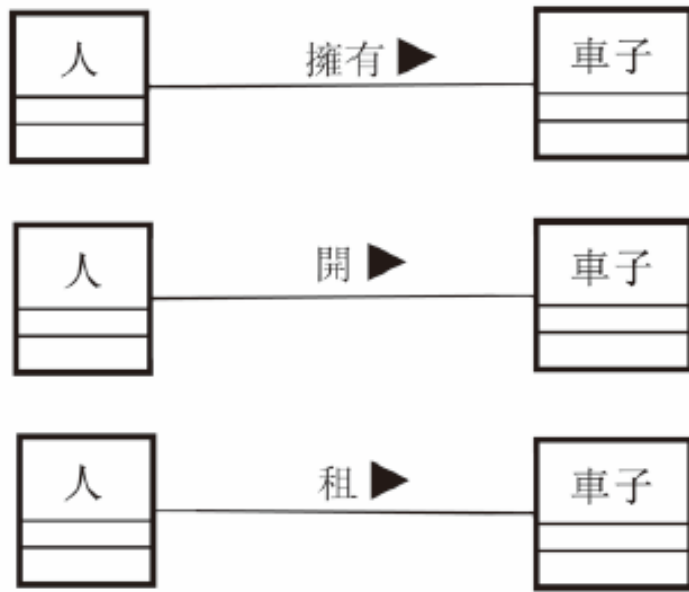 人 擁有 ▶ 車子
人 開 ▶ 車子
人 租 ▶ 車子